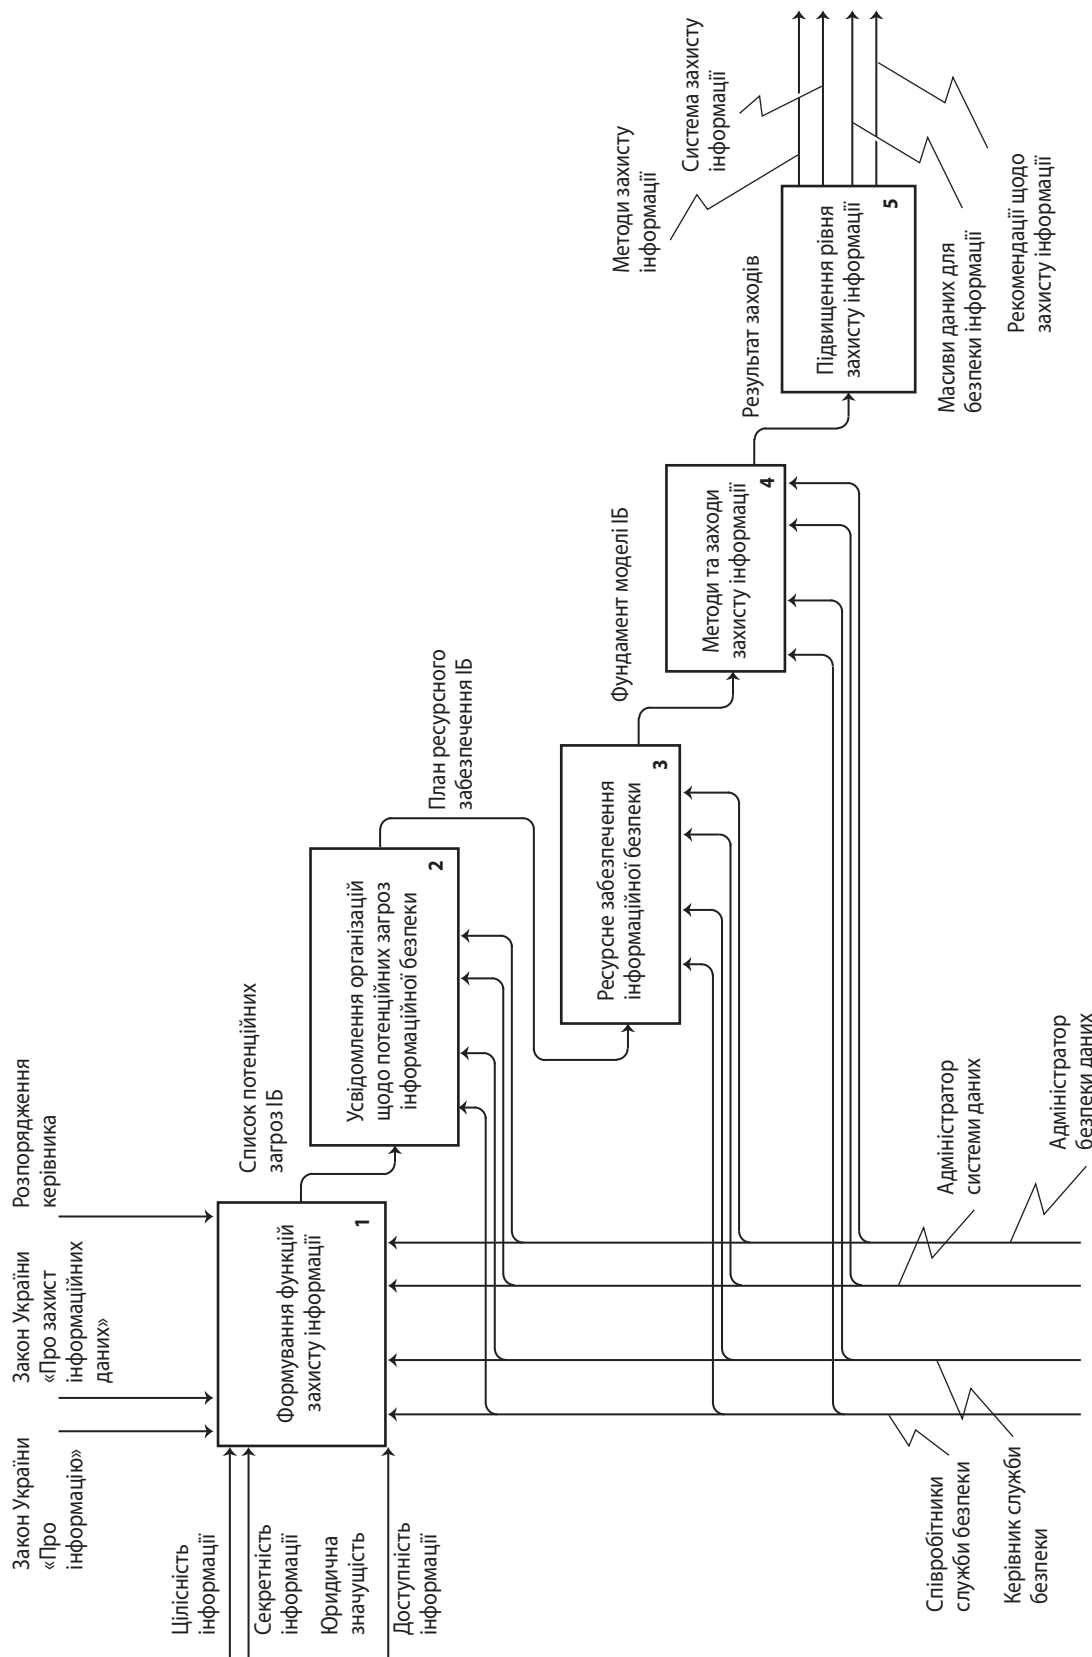 Закон України
«Про
інформацію»
Закон України
«Про захист
інформаційних
даних»
Розпорядження
керівника
Цілісність
інформації
Секретність
інформації
Юридична
значущість
Доступність
інформації
Формування функцій
захисту інформації
1
Список потенційних
загроз ІБ
Усвідомлення організацій
щодо потенційних загроз
інформаційної безпеки
2
План ресурсного
забезпечення ІБ
Ресурсне забезпечення
інформаційної безпеки
3
Фундамент моделі ІБ
Методи та заходи
захисту інформації
4
Результат заходів
Підвищення рівня
захисту інформації
5
Методи захисту
інформації
Система захисту
інформації
Масиви даних для
безпеки інформації
Рекомендації щодо
захисту інформації
Співробітники
служби безпеки
Керівник служби
безпеки
Адміністратор
системи даних
Адміністратор
безпеки даних